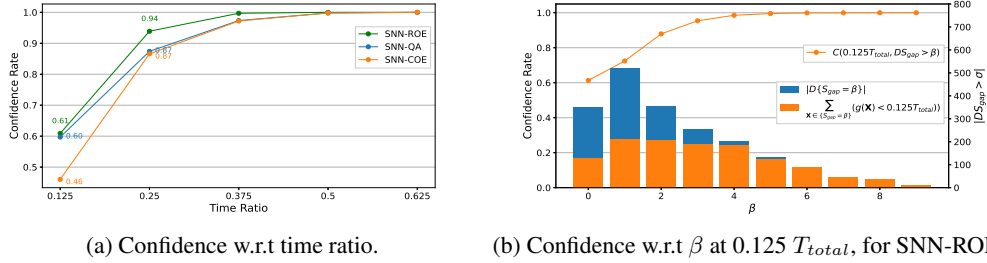 1.0
0.9
0.8
0.7
0.6
0.5
Confidence Rate
0.61
0.60
0.46
0.94
0.87
0.87
SNN-ROE
SNN-QA
SNN-COE
0.125
0.25
0.375
0.5
0.625
Time Ratio
(a) Confidence w.r.t time ratio.
1.0
0.8
0.6
0.4
0.2
0.0
Confidence Rate
C(0.125T_total, DS_gap > β)
|D{S_gap = β}|
∑_{X∈{S_gap=β}} (g(X) < 0.125T_total))
0
2
4
6
8
β
800
700
600
500
400
300
200
100
0
|DS_gap > β|
(b) Confidence w.r.t β at 0.125 T_total, for SNN-ROE